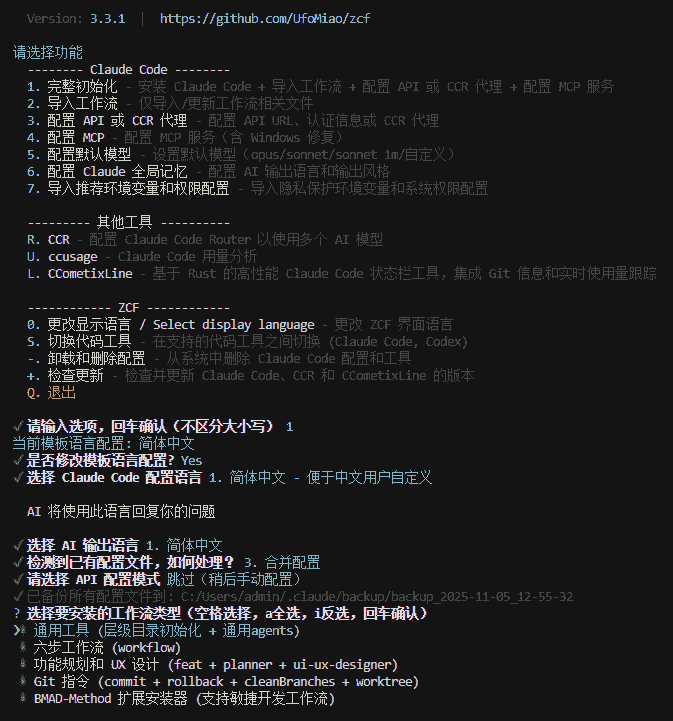 Version: 3.3.1 | https://github.com/UfoMiao/zcf
请选择功能
-------- Claude Code --------
1. 完整初始化 - 安装 Claude Code + 导入工作流 + 配置 API 或 CCR 代理 + 配置 MCP 服务
2. 导入工作流 - 仅导入/更新工作流相关文件
3. 配置 API 或 CCR 代理 - 配置 API URL、认证信息或 CCR 代理
4. 配置 MCP - 配置 MCP 服务（含 Windows 修复）
5. 配置默认模型 - 设置默认模型（opus/sonnet/sonnet 1m/自定义）
6. 配置 Claude 全局记忆 - 配置 AI 输出语言和输出风格
7. 导入推荐环境变量和权限配置 - 导入隐私保护环境变量和系统权限配置
--------- 其他工具 ----------
R. CCR - 配置 Claude Code Router 以使用多个 AI 模型
U. ccusage - Claude Code 用量分析
L. CCometixLine - 基于 Rust 的高性能 Claude Code 状态栏工具，集成 Git 信息和实时使用量跟踪
------------ ZCF ------------
0. 更改显示语言 / Select display language - 更改 ZCF 界面语言
S. 切换代码工具 - 在支持的代码工具之间切换 (Claude Code, Codex)
-. 卸载和删除配置 - 从系统中删除 Claude Code 配置和工具
+. 检查更新 - 检查并更新 Claude Code、CCR 和 CCometixLine 的版本
Q. 退出
✓ 请输入选项，回车确认（不区分大小写） 1
当前模板语言配置: 简体中文
✓ 是否修改模板语言配置? Yes
✓ 选择 Claude Code 配置语言 1. 简体中文 - 便于中文用户自定义
AI 将使用此语言回复你的问题
✓ 选择 AI 输出语言 1. 简体中文
✓ 检测到已有配置文件，如何处理？ 3. 合并配置
✓ 请选择 API 配置模式 跳过（稍后手动配置）
✓ 已备份所有配置文件到: C:/Users/admin/.claude/backup/backup_2025-11-05_12-55-32
? 选择要安装的工作流类型（空格选择，a全选，i反选，回车确认）
❯ 通用工具 (层级目录初始化 + 通用agents)
六步工作流 (workflow)
功能规划和 UX 设计 (feat + planner + ui-ux-designer)
Git 指令 (commit + rollback + cleanBranches + worktree)
BMAD-Method 扩展安装器 (支持敏捷开发工作流)